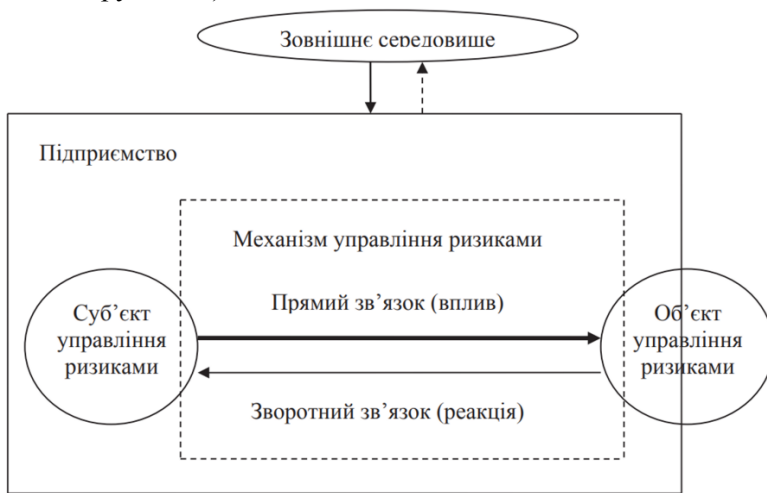 Зовнішнє середовище
Підприємство
Механізм управління ризиками
Прямий зв’язок (вплив)
Суб’єкт
управління
ризиками
Об’єкт
управління
ризиками
Зворотний зв’язок (реакція)